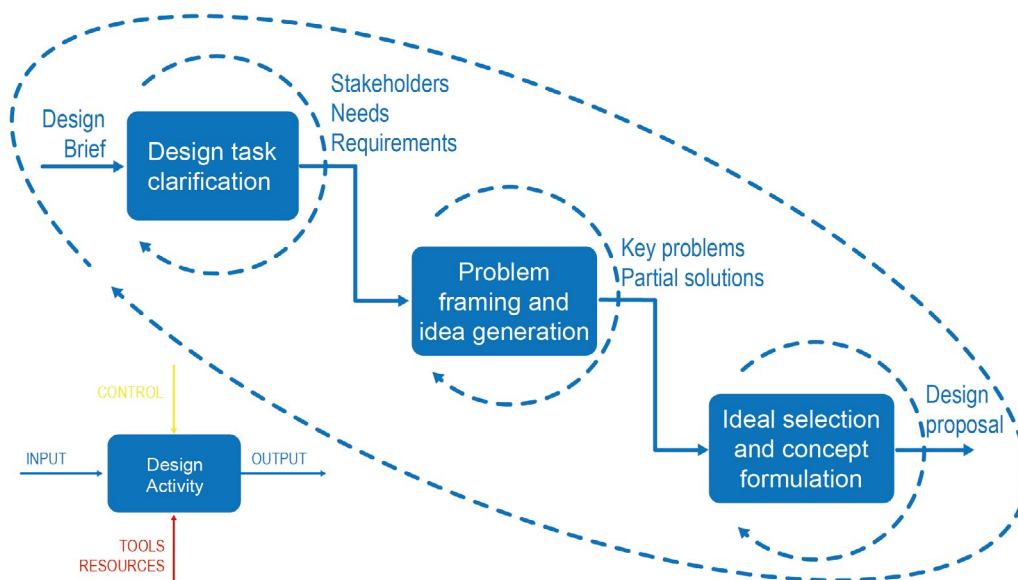 Design
Brief
Design task
clarification
Stakeholders
Needs
Requirements
Problem
framing and
idea generation
Key problems
Partial solutions
Ideal selection
and concept
formulation
Design
proposal
CONTROL
INPUT
Design
Activity
OUTPUT
TOOLS
RESOURCES